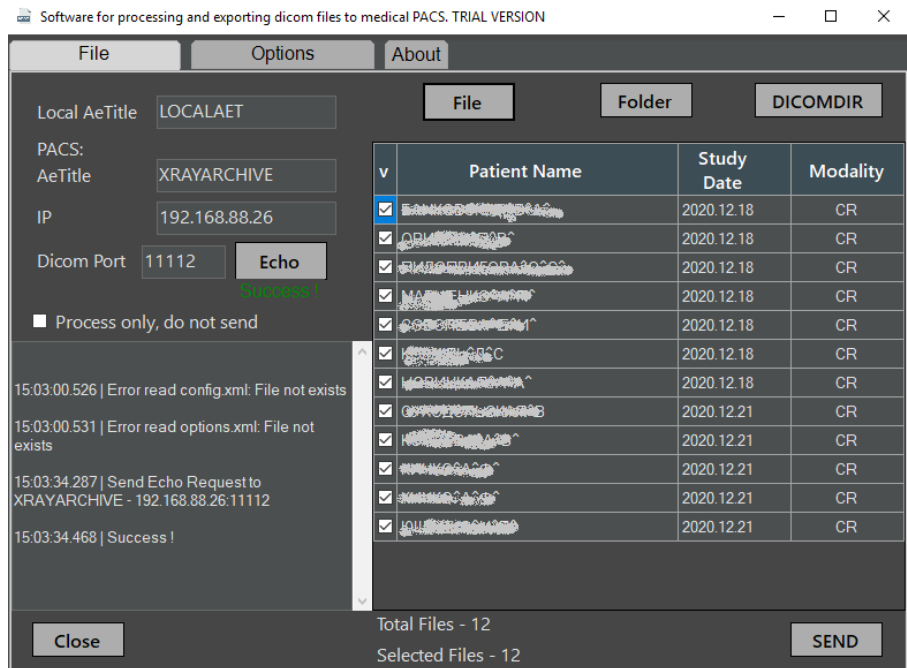 Software for processing and exporting dicom files to medical PACS. TRIAL VERSION
File Options About
Local AeTitle LOCALAET
PACS:
AeTitle XRAYARCHIVE
IP 192.168.88.26
Dicom Port 11112 Echo
Success !
Process only, do not send
15:03:00.526 | Error read config.xml: File not exists
15:03:00.531 | Error read options.xml: File not
exists
15:03:34.287 | Send Echo Request to
XRAYARCHIVE - 192.168.88.26:11112
15:03:34.468 | Success !
Close
File Folder DICOMDIR
v Patient Name Study Date Modality
2020.12.18 CR
2020.12.18 CR
2020.12.18 CR
2020.12.18 CR
2020.12.18 CR
2020.12.18 CR
2020.12.18 CR
2020.12.21 CR
2020.12.21 CR
2020.12.21 CR
2020.12.21 CR
2020.12.21 CR
Total Files - 12
Selected Files - 12
SEND